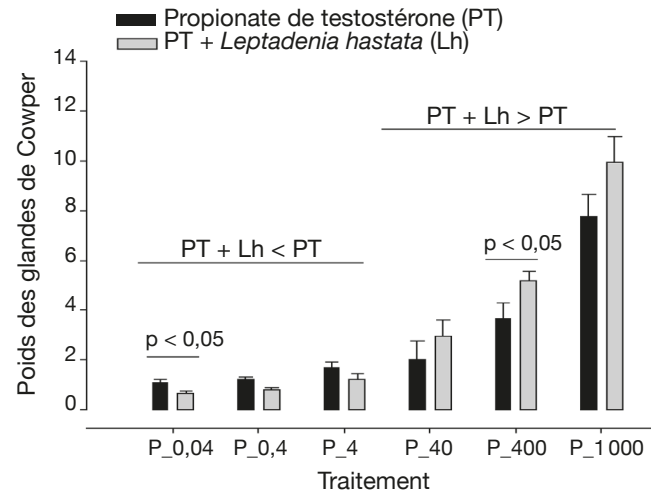 Propionate de testostérone (PT)
PT + Leptadenia hastata (Lh)
Poids des glandes de Cowper
14
12
10
8
6
4
2
0
PT + Lh > PT
PT + Lh < PT
p < 0,05
p < 0,05
P_0,04 P_0,4 P_4 P_40 P_400 P_1 000
Traitement